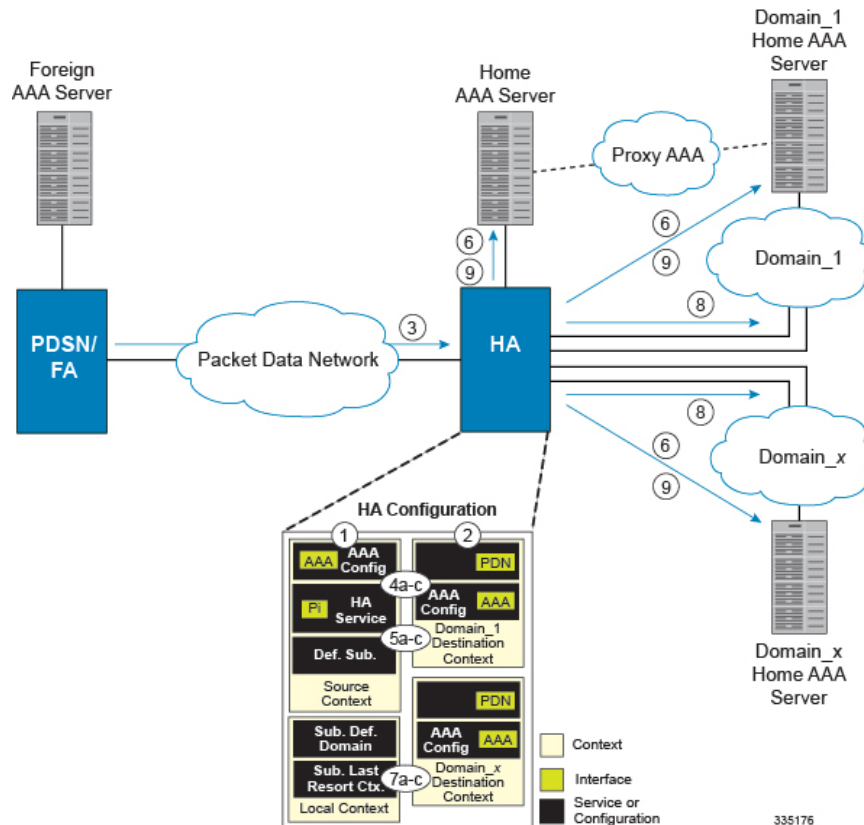 Domain_1
Home AAA
Server
Foreign
AAA Server
Home
AAA Server
Proxy AAA
6
9
6
9
Domain_1
3
8
PDSN/
FA
Packet Data Network
HA
8
6
9
Domain_x
HA Configuration
1
2
AAA
AAA
Config
PDN
4a-c
Pi
HA
Service
AAA
Config
AAA
5a-c
Domain_1
Destination
Context
Def. Sub.
Source
Context
PDN
Sub. Def.
Domain
AAA
Config
AAA
Sub. Last
Resort Ctx.
7a-c
Domain_x
Destination
Context
Local Context
Domain_x
Home AAA
Server
Context
Interface
Service or
Configuration
335176